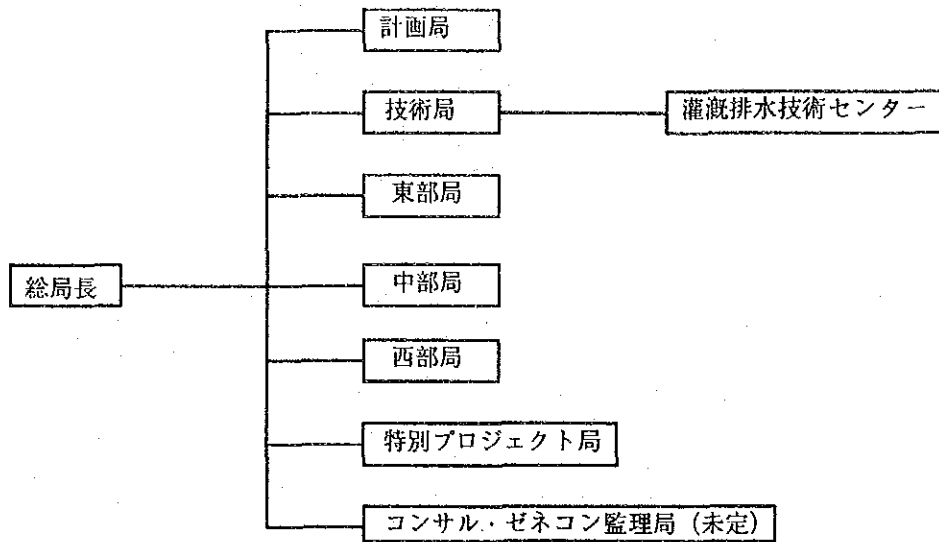 計画局
技術局
灌漑排水技術センター
東部局
総局長
中部局
西部局
特別プロジェクト局
コンサル・ゼネコン監理局（未定）